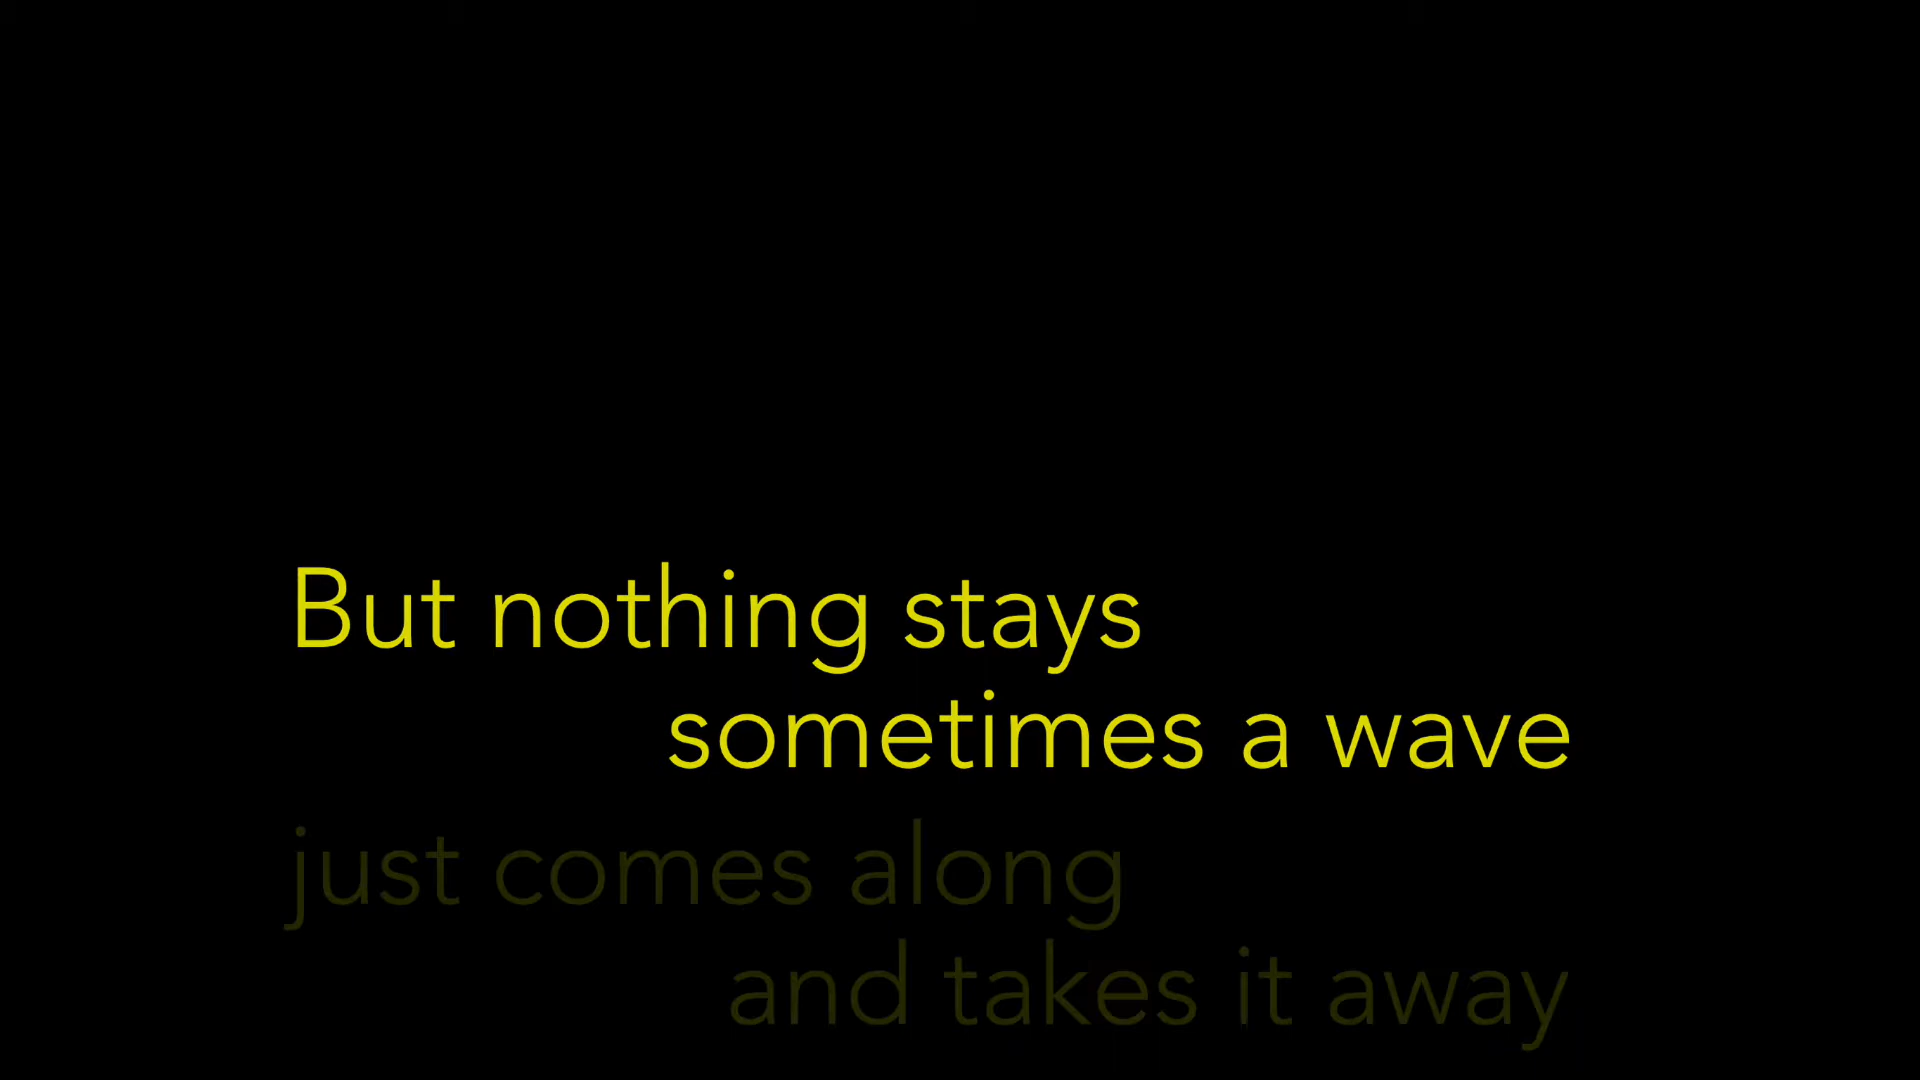 But nothing stays
sometimes a wave
just comes along
and takes it away